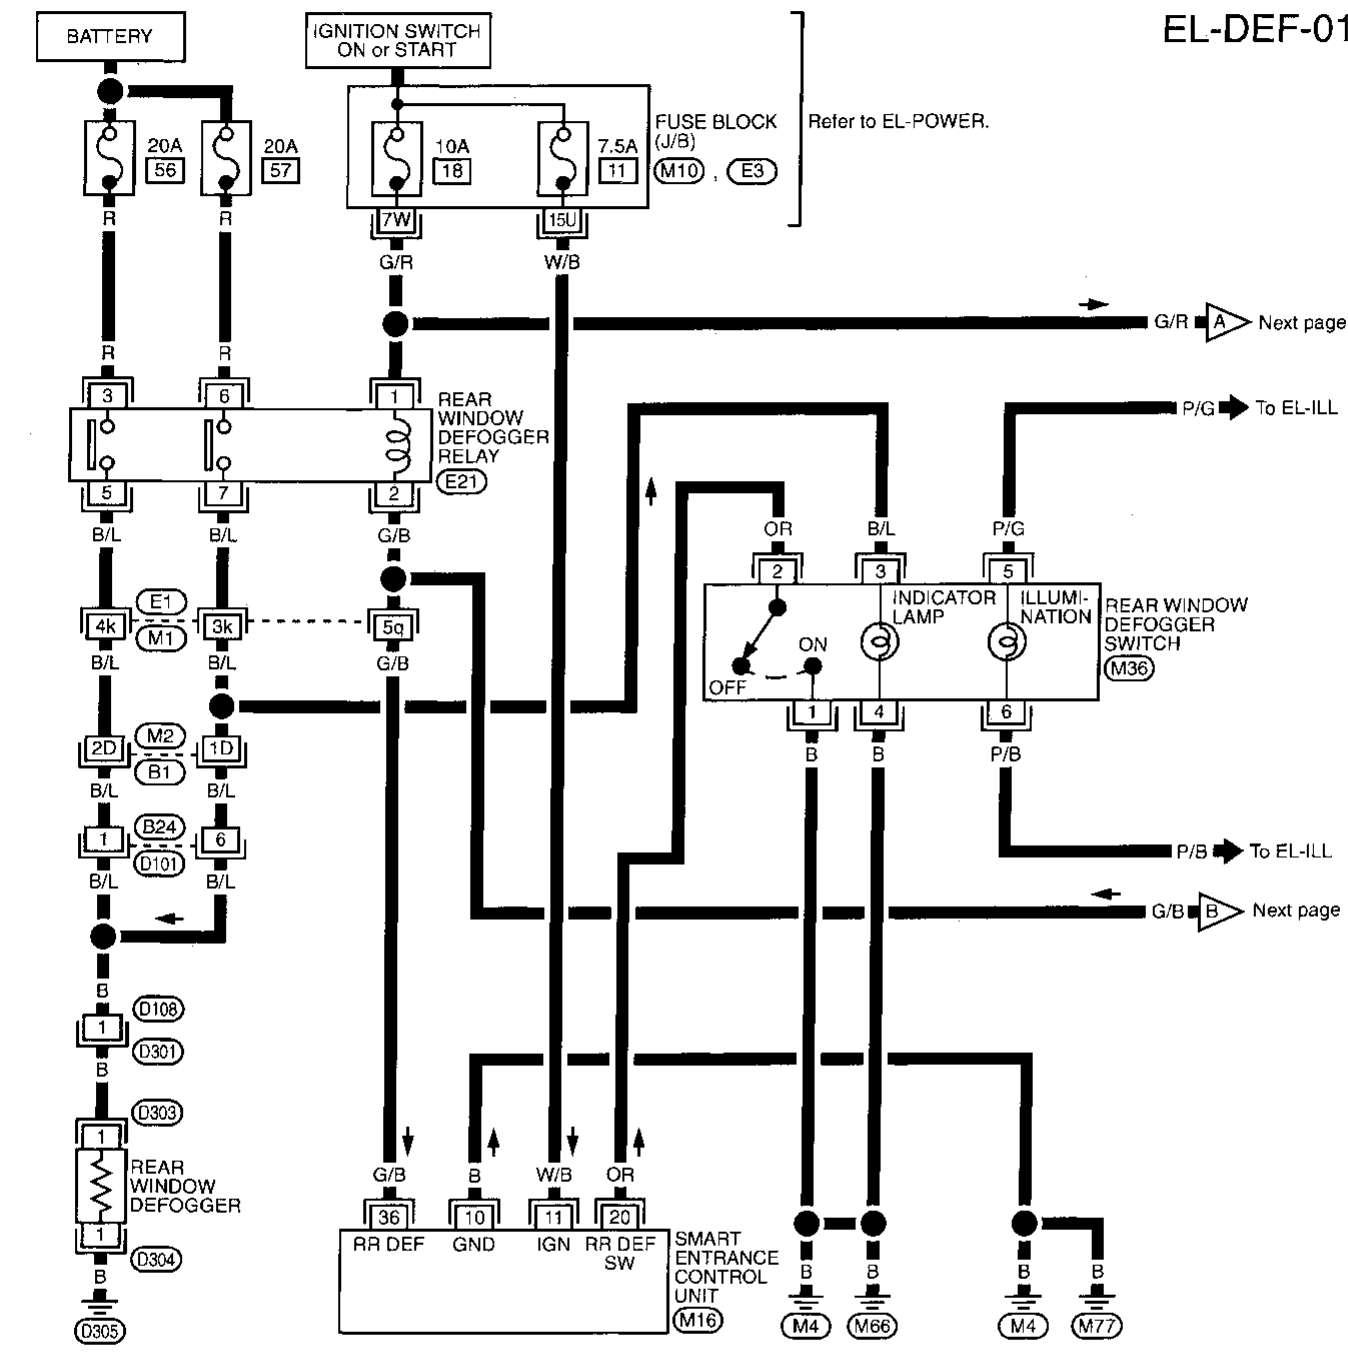 EL-DEF-01
BATTERY
IGNITION SWITCH
ON or START
20A
56
20A
57
10A
18
7.5A
11
FUSE BLOCK
(J/B)
M10 , E3
Refer to EL-POWER.
7W
15U
R
R
G/R
W/B
G/R
A
Next page
R
R
3
6
1
REAR
WINDOW
DEFOGGER
RELAY
E21
P/G
To EL-ILL
5
7
2
B/L
B/L
G/B
OR
B/L
P/G
2
3
5
INDICATOR
LAMP
ILLUMI-
NATION
ON
OFF
REAR WINDOW
DEFOGGER
SWITCH
M36
E1
4k
3k
5q
M1
B/L
B/L
G/B
1
4
6
B
B
P/B
M2
2D
1D
B1
B/L
B/L
B24
1
6
D101
B/L
B/L
P/B
To EL-ILL
G/B
B
Next page
B
D108
1
D301
B
D303
1
REAR
WINDOW
DEFOGGER
1
D304
B
D305
G/B
B
W/B
OR
36
10
11
20
RR DEF
GND
IGN
RR DEF
SW
SMART
ENTRANCE
CONTROL
UNIT
M16
B
B
B
B
M4
M66
M4
M77